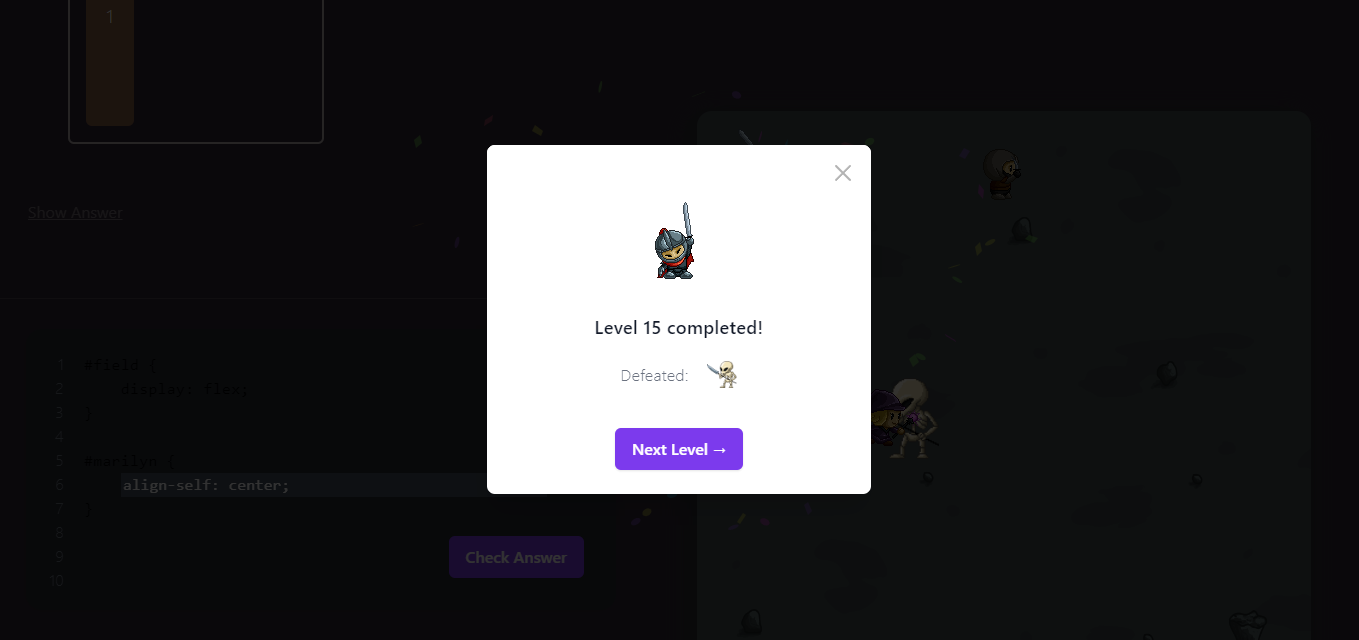 1
Show Answer
Level 15 completed!
Defeated:
Next Level →
1 #field {
2 display: flex;
3 }
4
5 #marilyn {
6 align-self: center;
7 }
8
9
10
Check Answer